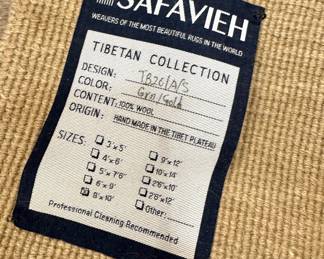 SAFAVIEH
WEAVERS OF THE MOST BEAUTIFUL RUGS IN THE WORLD
TIBETAN COLLECTION
DESIGN: TB20/A/S
COLOR: Grn/Gold
CONTENT: 100% WOOL
ORIGIN: HAND MADE IN THE TIBET PLATEAU
SIZES:
3'x5' 9'x12'
4'x6' 10'x14'
5'x7'6" 2'6"x10'
6'x9' 2'6"x12'
8'x10' Other:
Professional Cleaning Recommended